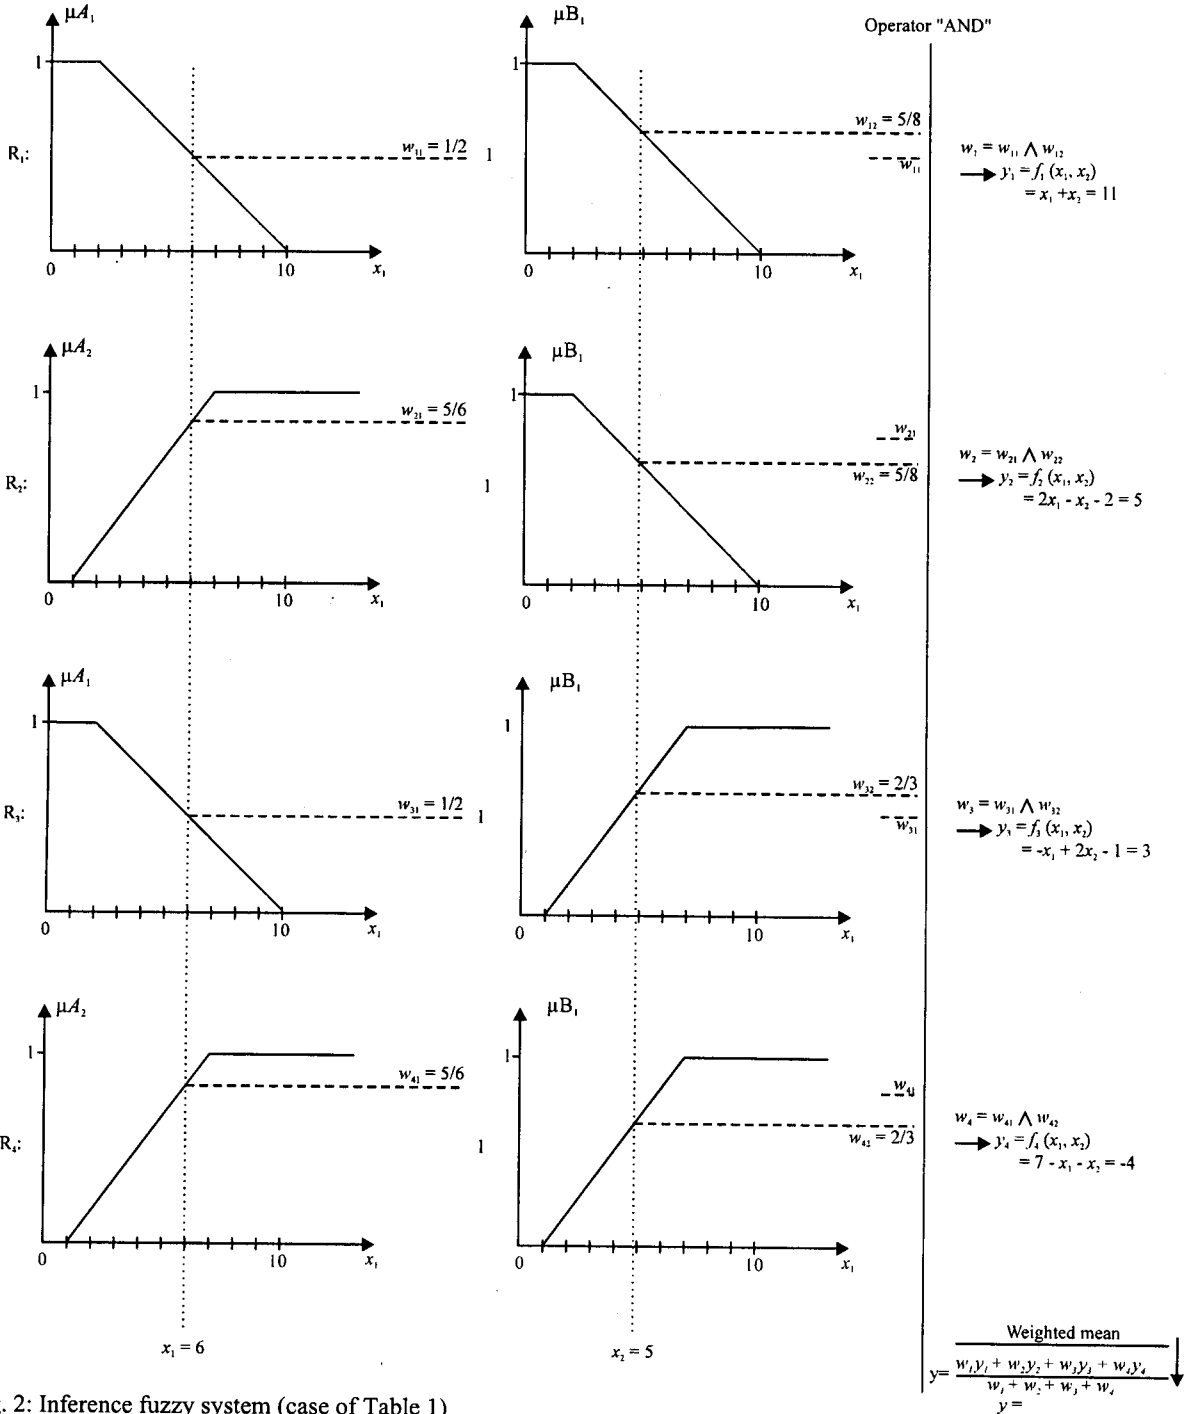 μA₁
μB₁
Operator "AND"
1
1
R₁:
w₁₁ = 1/2
1
w₁₂ = 5/8
w₁₁
w₁ = w₁₁ ∧ w₁₂
y₁ = f₁ (x₁, x₂)
= x₁ + x₂ = 11
0
10
x₁
0
10
x₁
μA₂
μB₁
1
1
R₂:
w₂₁ = 5/6
1
w₂₁
w₂₂ = 5/8
w₂ = w₂₁ ∧ w₂₂
y₂ = f₂ (x₁, x₂)
= 2x₁ - x₂ - 2 = 5
0
10
x₁
0
10
x₁
μA₁
μB₁
1
1
R₃:
w₃₁ = 1/2
1
w₃₂ = 2/3
w₃₁
w₃ = w₃₁ ∧ w₃₂
y₃ = f₃ (x₁, x₂)
= -x₁ + 2x₂ - 1 = 3
0
10
x₁
0
10
x₁
μA₂
μB₁
1
1
R₄:
w₄₁ = 5/6
1
w₄₁
w₄₂ = 2/3
w₄ = w₄₁ ∧ w₄₂
y₄ = f₄ (x₁, x₂)
= 7 - x₁ - x₂ = -4
0
10
x₁
0
10
x₁
x₁ = 6
x₂ = 5
Weighted mean
y= w₁y₁ + w₂y₂ + w₃y₃ + w₄y₄
w₁ + w₂ + w₃ + w₄
y =
. 2: Inference fuzzy system (case of Table 1)